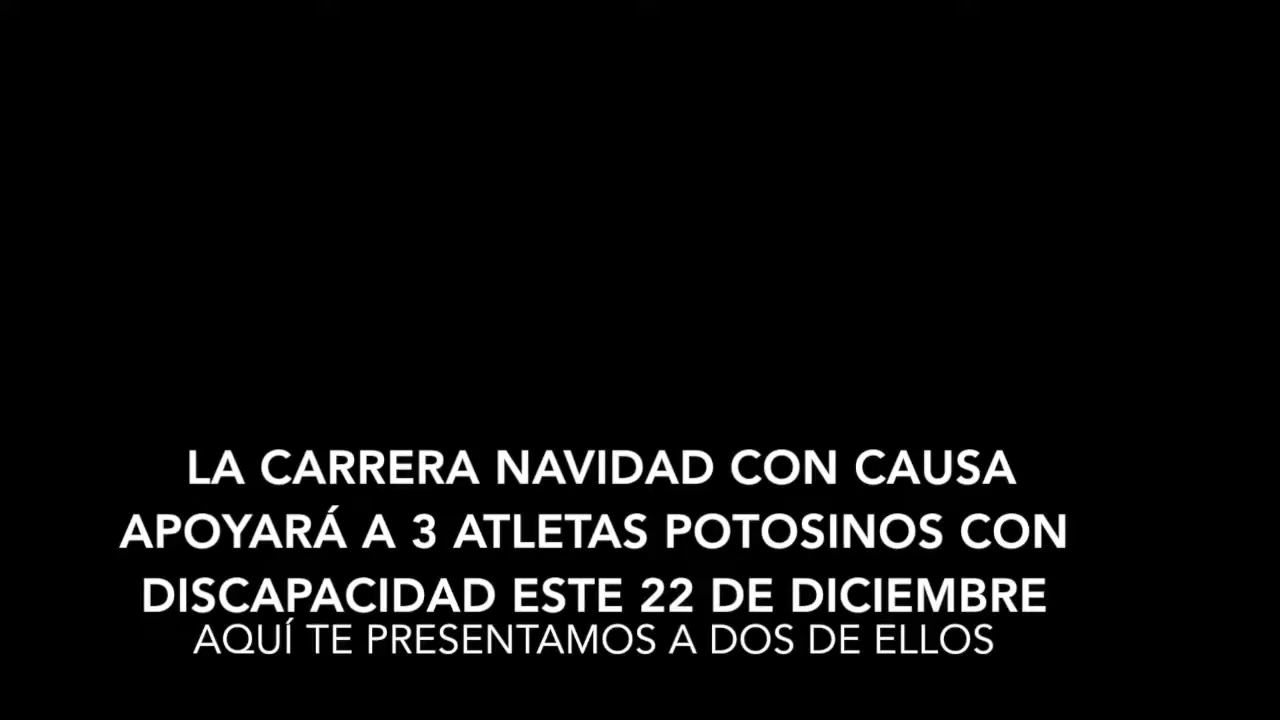 LA CARRERA NAVIDAD CON CAUSA
APOYARÁ A 3 ATLETAS POTOSINOS CON
DISCAPACIDAD ESTE 22 DE DICIEMBRE
AQUÍ TE PRESENTAMOS A DOS DE ELLOS